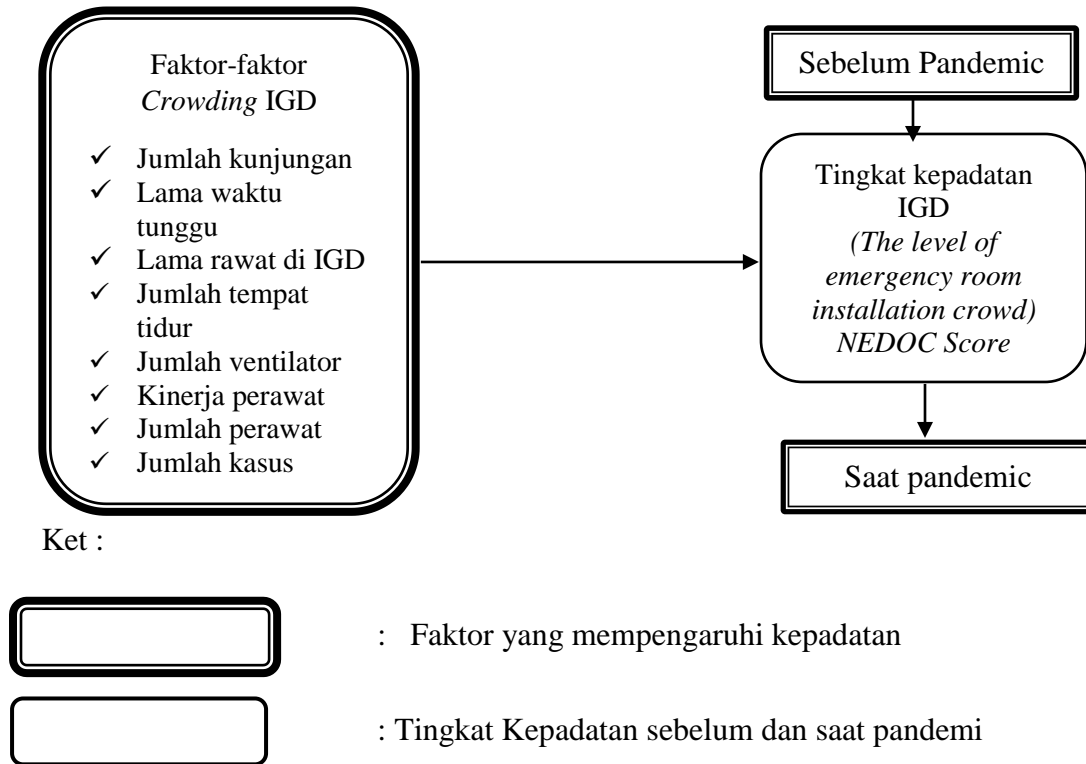 Faktor-faktor
Crowding IGD
✓ Jumlah kunjungan
✓ Lama waktu
tunggu
✓ Lama rawat di IGD
✓ Jumlah tempat
tidur
✓ Jumlah ventilator
✓ Kinerja perawat
✓ Jumlah perawat
✓ Jumlah kasus
Sebelum Pandemic
Tingkat kepadatan
IGD
(The level of
emergency room
installation crowd)
NEDOC Score
Saat pandemic
Ket :
: Faktor yang mempengaruhi kepadatan
: Tingkat Kepadatan sebelum dan saat pandemi